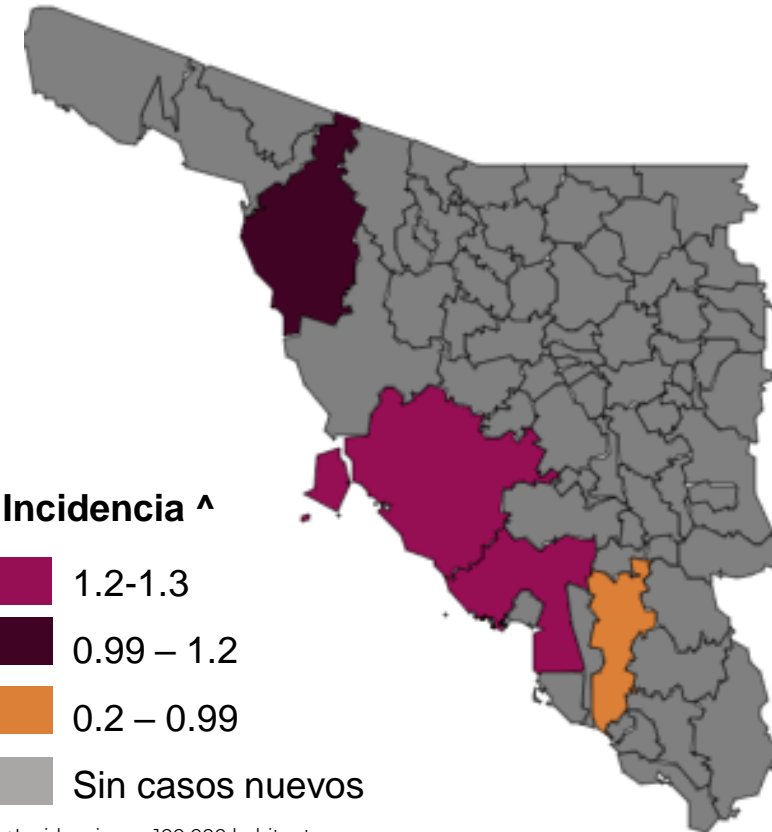 Incidencia ^
1.2-1.3
0.99 – 1.2
0.2 – 0.99
Sin casos nuevos